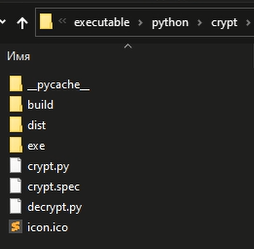 « executable › python › crypt ›
Имя
__pycache__
build
dist
exe
crypt.py
crypt.spec
decrypt.py
icon.ico